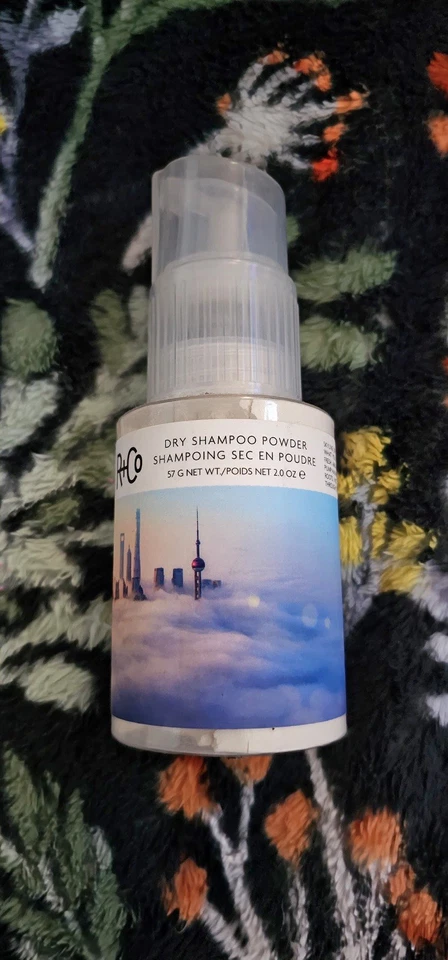 R+Co
DRY SHAMPOO POWDER
SHAMPOING SEC EN POUDRE
57 G NET WT./POIDS NET 2.0 OZ ℮